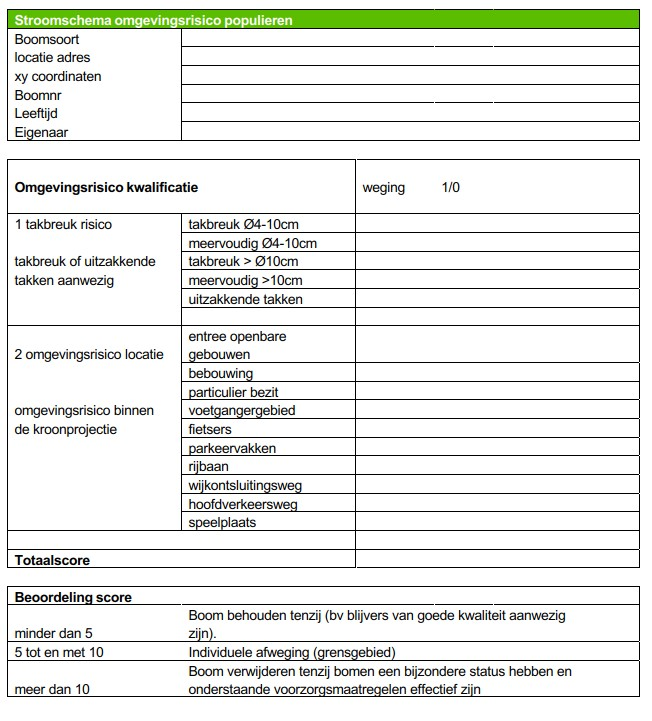 Stroomschema omgevingsrisico populieren
Boomsoort
locatie adres
xy coordinaten
Boomnr
Leeftijd
Eigenaar
Omgevingsrisico kwalificatie weging 1/0
1 takbreuk risico takbreuk Ø4-10cm
meervoudig Ø4-10cm
takbreuk of uitzakkende takbreuk > Ø10cm
takken aanwezig meervoudig >10cm
uitzakkende takken
entree openbare
2 omgevingsrisico locatie gebouwen
bebouwing
particulier bezit
omgevingsrisico binnen voetgangergebied
de kroonprojectie fietsers
parkeervakken
rijbaan
wijkontsluitingsweg
hoofdverkeersweg
speelplaats
Totaalscore
Beoordeling score
Boom behouden tenzij (bv blijvers van goede kwaliteit aanwezig
minder dan 5 zijn).
5 tot en met 10 Individuele afweging (grensgebied)
Boom verwijderen tenzij bomen een bijzondere status hebben en
meer dan 10 onderstaande voorzorgsmaatregelen effectief zijn